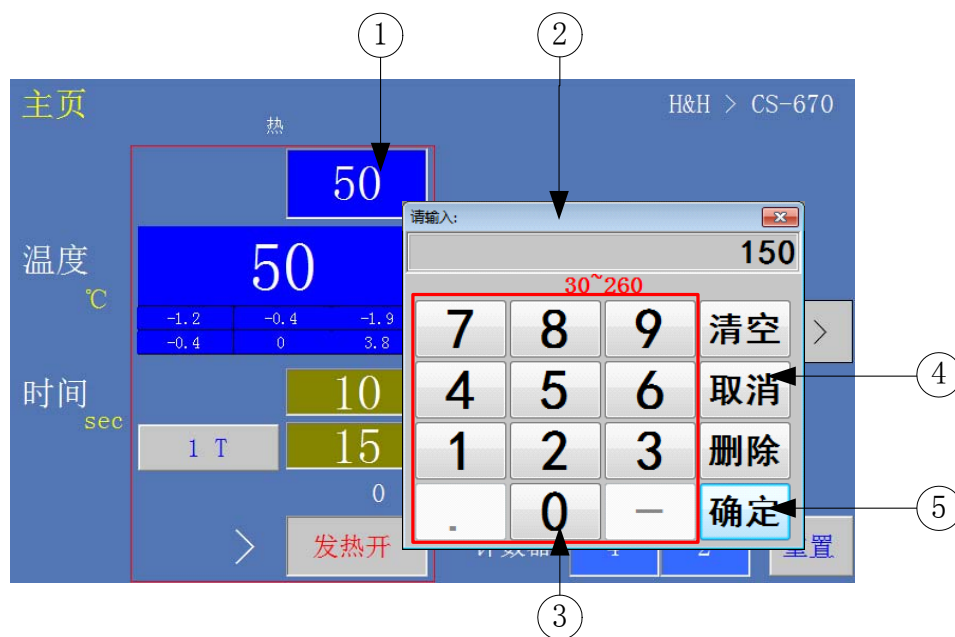 1 2
主页 H&H > CS-670
热
50
请输入:
150
温度 50
℃ 30~260
-1.2 -0.4 -1.9
-0.4 0 3.8
7 8 9 清空 >
4 5 6 取消 4
时间 10
sec
1 T 15
1 2 3 删除
0
. 0 — 确定 5
> 发热开
4 2 重置
3